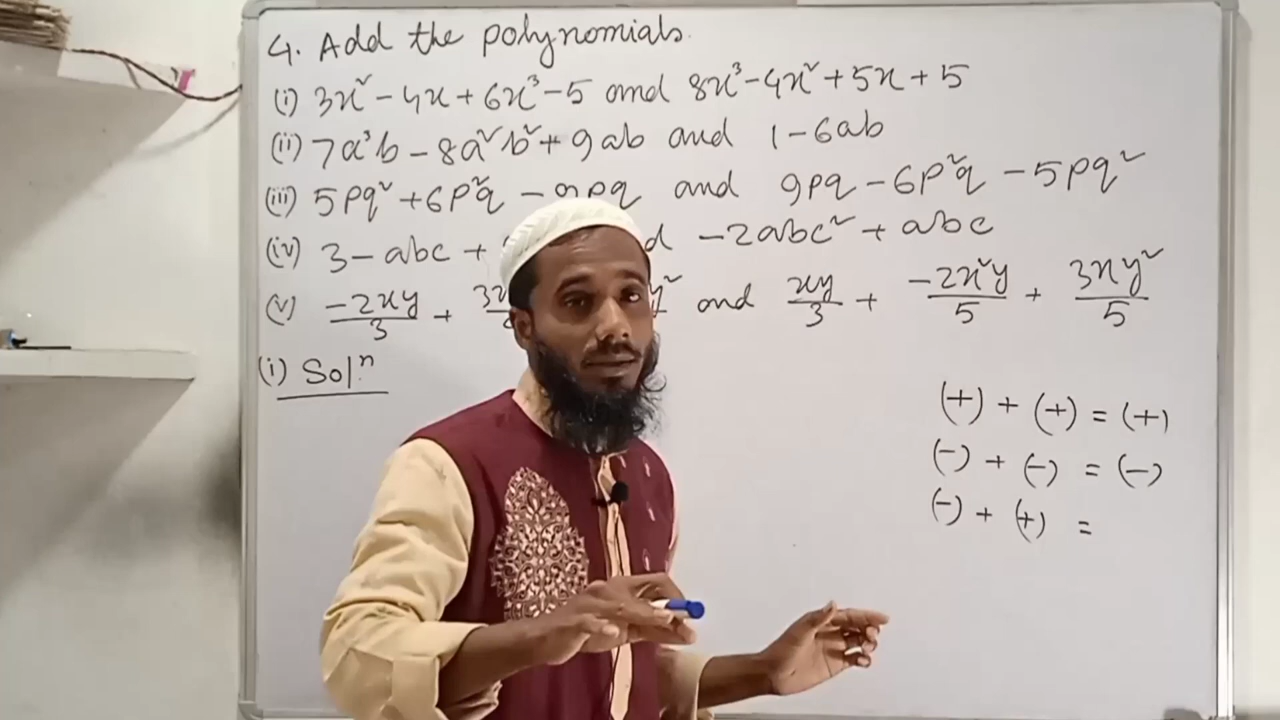 4. Add the polynomials.
(i) 3x² - 4x + 6x³ - 5 and 8x³ - 4x² + 5x + 5
(ii) 7a³b - 8a²b² + 9ab and 1 - 6ab
(iii) 5pq² + 6p²q - 9pq and 9pq - 6p²q - 5pq²
(iv) 3 - abc + - 2abc² + abc
(v) -2xy/3 + and xy/3 + -2x²y/5 + 3xy²/5
(i) Solⁿ
(+) + (+) = (+)
(-) + (-) = (-)
(-) + (+) =